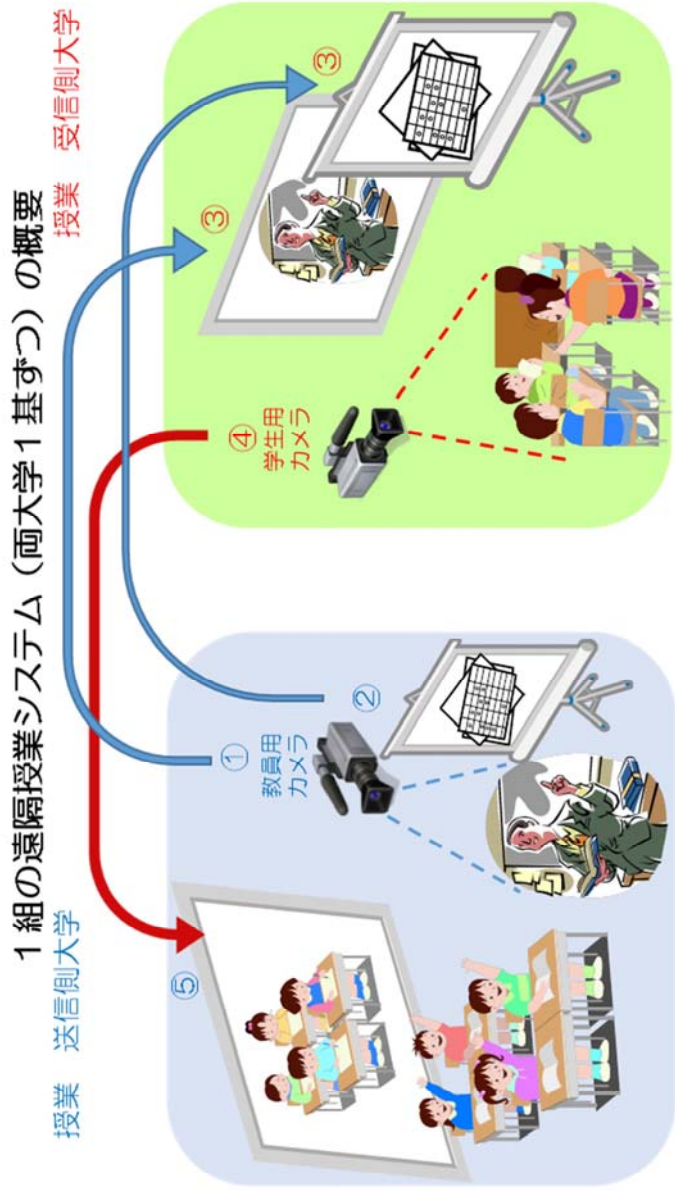 1組の遠隔授業システム（両大学1基ずつ）の概要
授業　送信側大学
授業　受信側大学
⑤
①
教員用
カメラ
②
④
学生用
カメラ
③
③